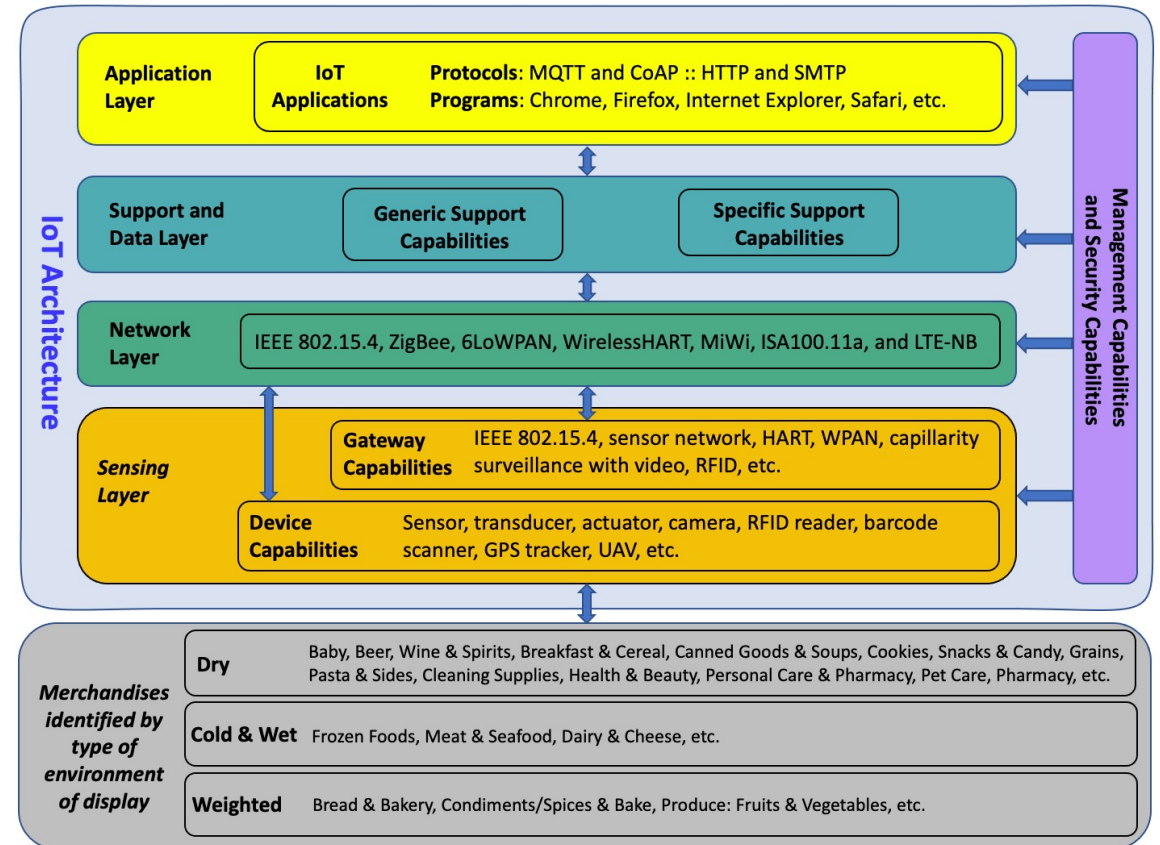 IoT Architecture
Application
Layer
IoT
Applications
Protocols: MQTT and CoAP :: HTTP and SMTP
Programs: Chrome, Firefox, Internet Explorer, Safari, etc.
Support and
Data Layer
Generic Support
Capabilities
Specific Support
Capabilities
Network
Layer
IEEE 802.15.4, ZigBee, 6LoWPAN, WirelessHART, MiWi, ISA100.11a, and LTE-NB
Sensing
Layer
Gateway
Capabilities
IEEE 802.15.4, sensor network, HART, WPAN, capillarity
surveillance with video, RFID, etc.
Device
Capabilities
Sensor, transducer, actuator, camera, RFID reader, barcode
scanner, GPS tracker, UAV, etc.
Management Capabilities
and Security Capabilities
Merchandises
identified by
type of
environment
of display
Dry
Baby, Beer, Wine & Spirits, Breakfast & Cereal, Canned Goods & Soups, Cookies, Snacks & Candy, Grains,
Pasta & Sides, Cleaning Supplies, Health & Beauty, Personal Care & Pharmacy, Pet Care, Pharmacy, etc.
Cold & Wet
Frozen Foods, Meat & Seafood, Dairy & Cheese, etc.
Weighted
Bread & Bakery, Condiments/Spices & Bake, Produce: Fruits & Vegetables, etc.